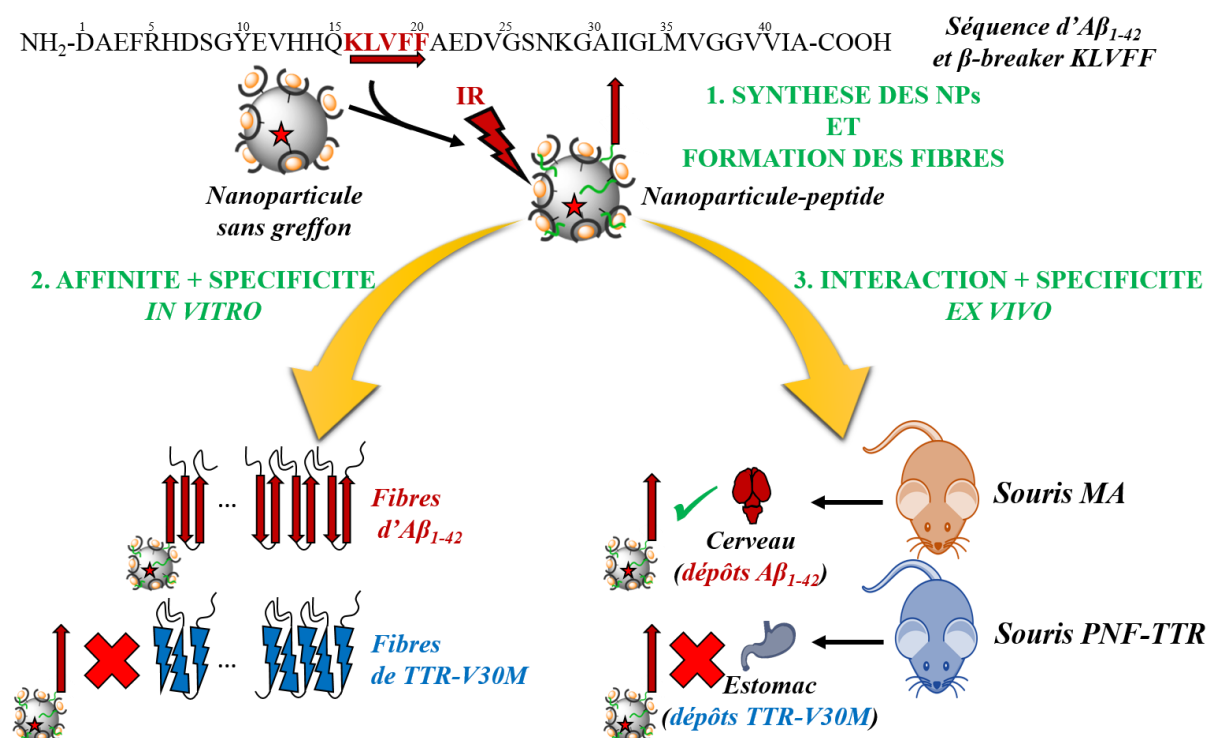 1 5 10 15 20 25 30 35 40
NH2-DAEFRHDSGYEVHHQKLVFFAEDVGSNKGAIIGLMVGGVVIA-COOH
Séquence d'Aβ1-42
et β-breaker KLVFF
IR
1. SYNTHESE DES NPs
ET
FORMATION DES FIBRES
Nanoparticule
sans greffon
Nanoparticule-peptide
2. AFFINITE + SPECIFICITE
IN VITRO
3. INTERACTION + SPECIFICITE
EX VIVO
...
Fibres
d'Aβ1-42
Cerveau
(dépôts Aβ1-42)
Souris MA
...
Fibres
de TTR-V30M
Estomac
(dépôts TTR-V30M)
Souris PNF-TTR